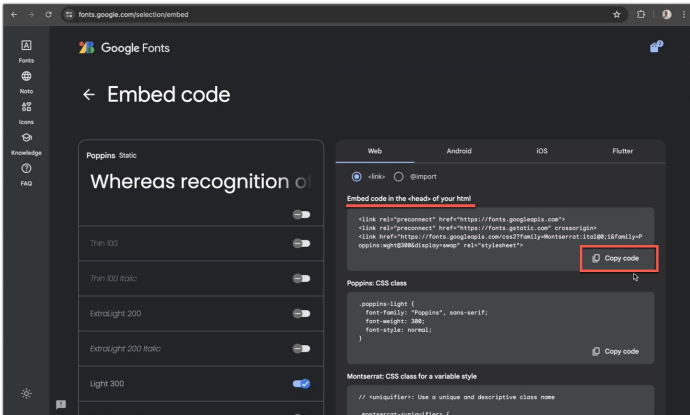 fonts.google.com/selection/embed
Google Fonts
2
Fonts
Noto
Icons
Knowledge
FAQ
Embed code
Poppins Static
Whereas recognition of
Thin 100
Thin 100 Italic
ExtraLight 200
ExtraLight 200 Italic
Light 300
Web Android iOS Flutter
<link> @import
Embed code in the <head> of your html
<link rel="preconnect" href="https://fonts.googleapis.com">
<link rel="preconnect" href="https://fonts.gstatic.com" crossorigin>
<link href="https://fonts.googleapis.com/css2?family=Montserrat:ital@0;1&family=P
oppins:wght@300&display=swap" rel="stylesheet">
Copy code
Poppins: CSS class
.poppins-light {
font-family: "Poppins", sans-serif;
font-weight: 300;
font-style: normal;
}
Copy code
Montserrat: CSS class for a variable style
// <uniquifier>: Use a unique and descriptive class name
.montserrat-<uniquifier> {